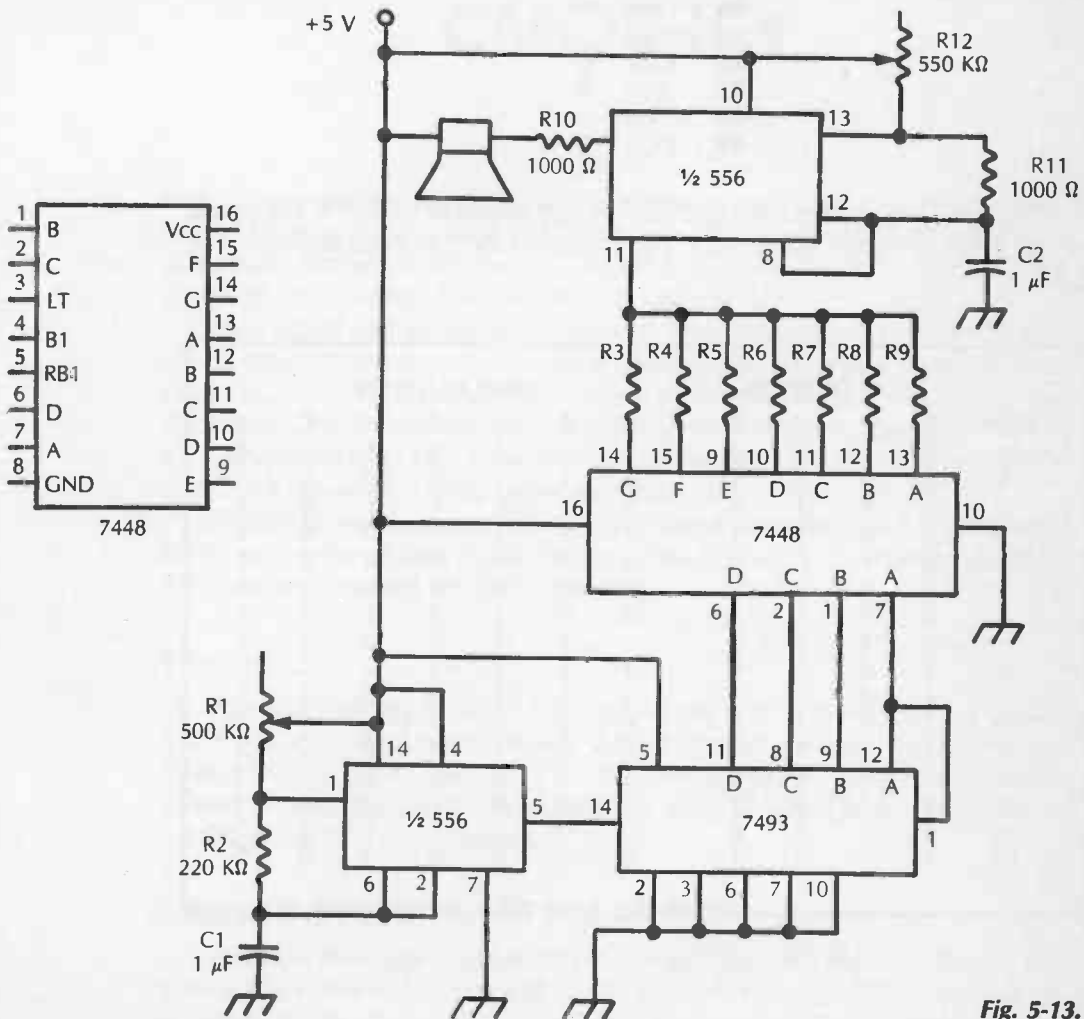 +5 V
R12
550 KΩ
10
13
R10
1000 Ω
½ 556
R11
1000 Ω
12
11
8
C2
1 µF
1 B
2 C
3 LT
4 B1
5 RB1
6 D
7 A
8 GND
Vcc 16
F 15
G 14
A 13
B 12
C 11
D 10
E 9
7448
R3 R4 R5 R6 R7 R8 R9
14 15 9 10 11 12 13
G F E D C B A
16
7448
10
D C B A
6 2 1 7
R1
500 KΩ
14 4
1
½ 556
5
R2
220 KΩ
6 2 7
C1
1 µF
5 11 8 9 12
D C B A
14
7493
1
2 3 6 7 10
Fig. 5-13.